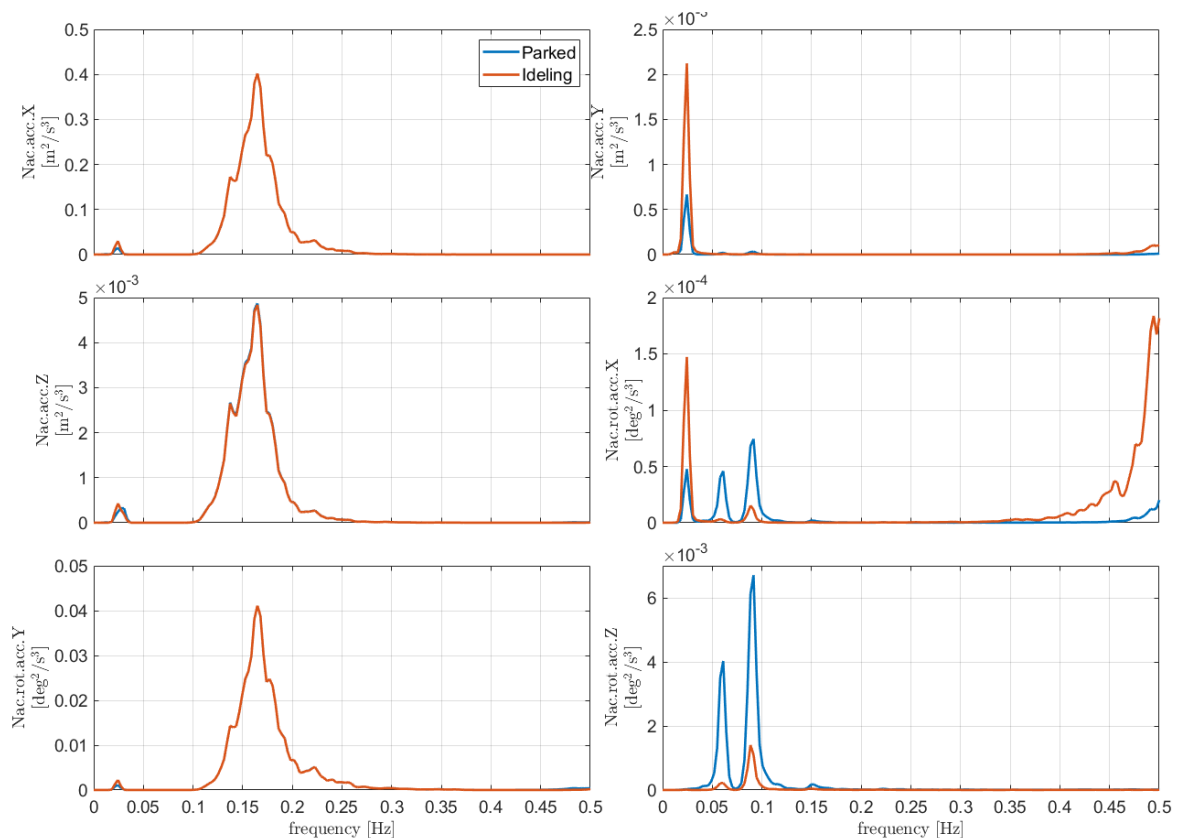 0.5
0.4
0.3
0.2
0.1
0
Nac.acc.X
[m²/s³]
Parked
Ideling
×10⁻³
2.5
2
1.5
1
0.5
0
Nac.acc.Y
[m²/s³]
×10⁻³
5
4
3
2
1
0
Nac.acc.Z
[m²/s³]
×10⁻⁴
2
1.5
1
0.5
0
Nac.rot.acc.X
[deg²/s³]
0.05
0.04
0.03
0.02
0.01
0
Nac.rot.acc.Y
[deg²/s³]
0 0.05 0.1 0.15 0.2 0.25 0.3 0.35 0.4 0.45 0.5
frequency [Hz]
×10⁻³
6
4
2
0
Nac.rot.acc.Z
[deg²/s³]
0 0.05 0.1 0.15 0.2 0.25 0.3 0.35 0.4 0.45 0.5
frequency [Hz]